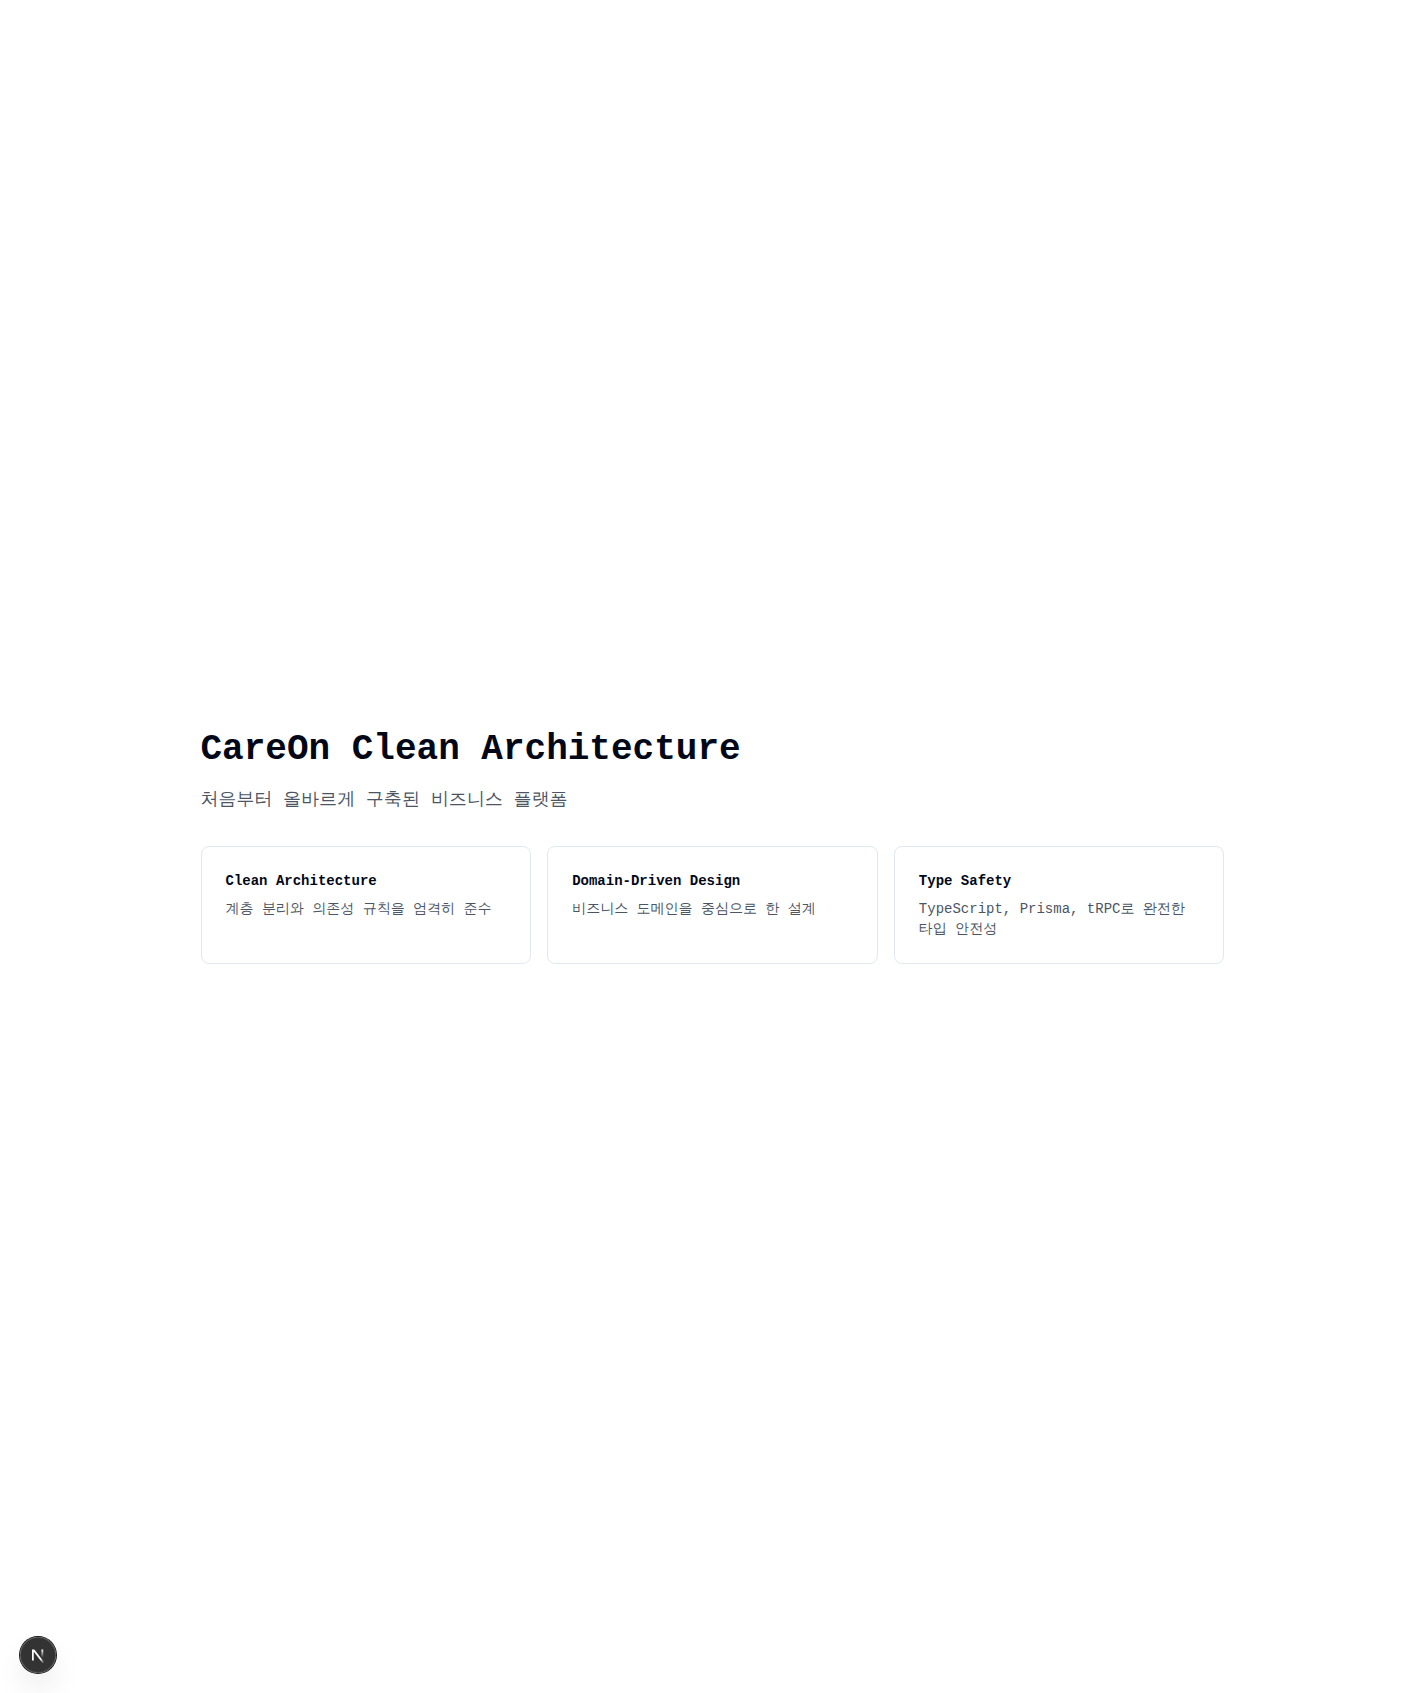 CareOn Clean Architecture
처음부터 올바르게 구축된 비즈니스 플랫폼
Clean Architecture
계층 분리와 의존성 규칙을 엄격히 준수
Domain-Driven Design
비즈니스 도메인을 중심으로 한 설계
Type Safety
TypeScript, Prisma, tRPC로 완전한
타입 안전성
N